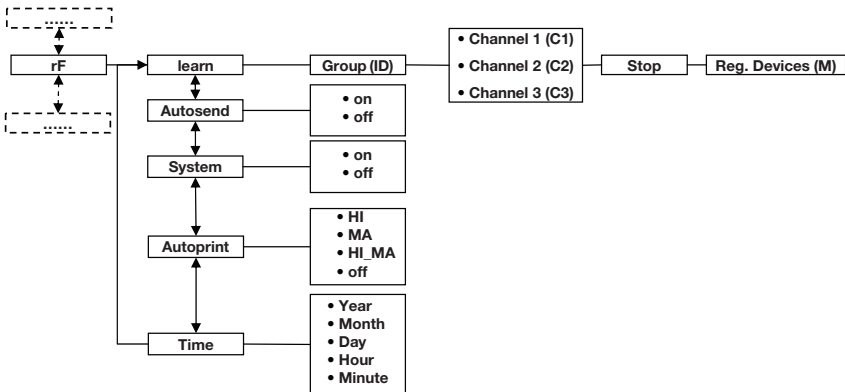 ......
rF
......
learn
Group (ID)
• Channel 1 (C1)
• Channel 2 (C2)
• Channel 3 (C3)
Stop
Reg. Devices (M)
Autosend
• on
• off
System
• on
• off
Autoprint
• HI
• MA
• HI_MA
• off
Time
• Year
• Month
• Day
• Hour
• Minute